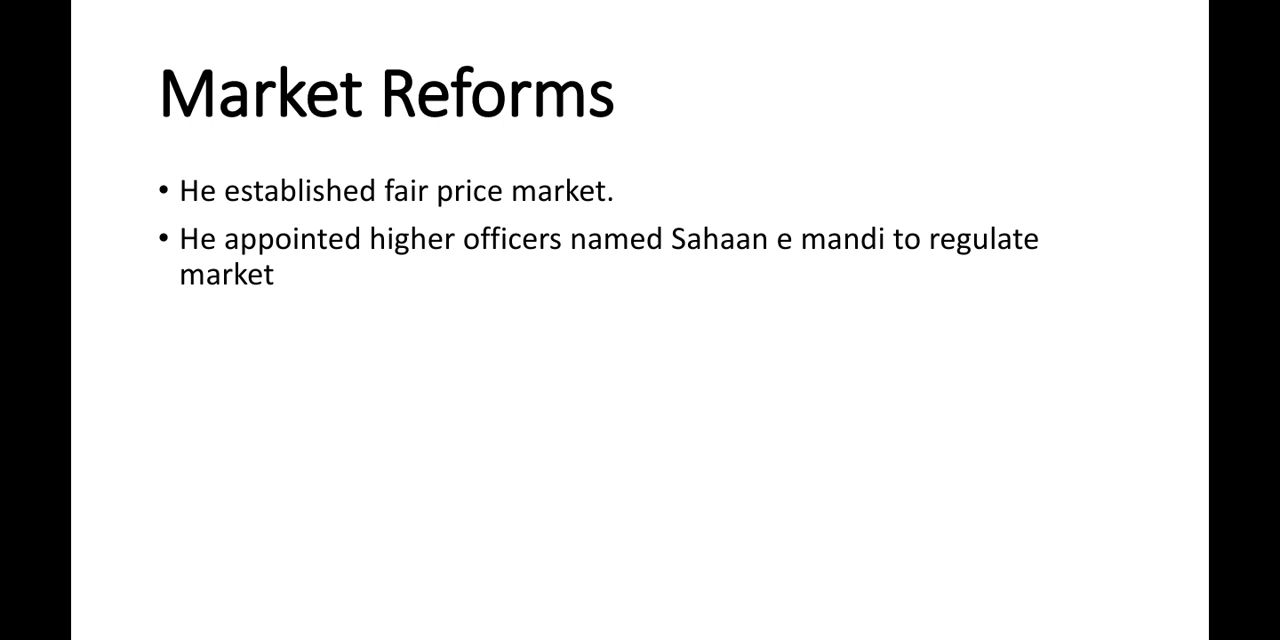 Market Reforms
• He established fair price market.
• He appointed higher officers named Sahaan e mandi to regulate
market